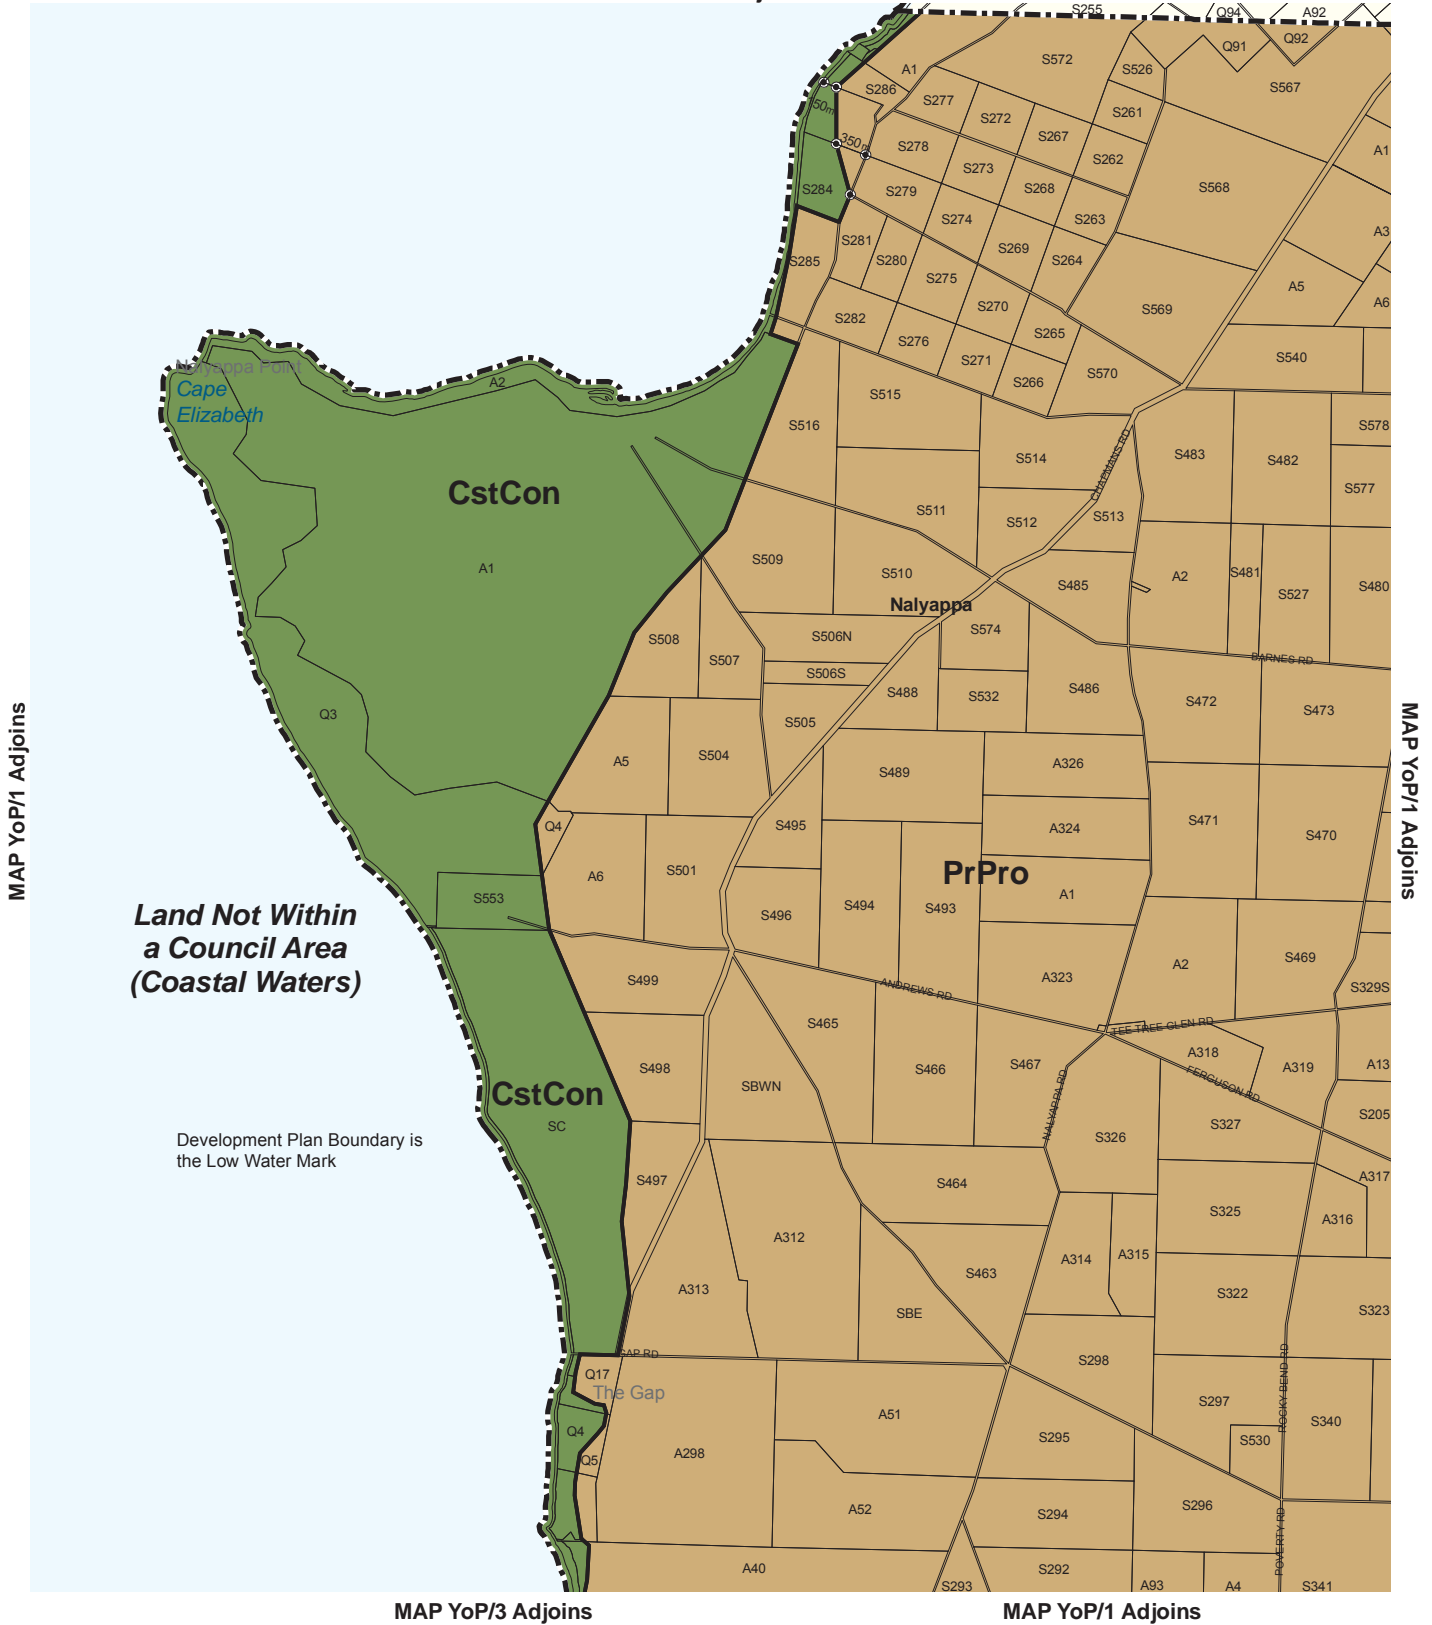 S255
Q94
A92
Q91
Q92
S572
A1
S526
S567
S286
S277
S272
S261
50m
S267
350m
S278
S262
A1
S273
S284
S279
S268
S568
S274
S263
A3
S281
S269
S285
S280
S264
S275
A5
A6
S270
S569
S282
S265
S276
S540
S271
Nalyappa Point
S570
A2
S266
Cape
Elizabeth
S515
S516
S578
CHAPMANS RD
S483
S482
S514
CstCon
S577
S511
S512
S513
S509
A1
S510
S485
A2
S481
S527
S480
Nalyappa
S508
S506N
S574
S507
BARNES RD
S506S
S488
S532
S486
S472
S473
Q3
S505
MAP YoP/1 Adjoins
MAP YoP/1 Adjoins
A5
S504
S489
A326
Q4
S495
A324
S471
S470
A6
S501
PrPro
S553
S496
S494
S493
A1
Land Not Within
a Council Area
(Coastal Waters)
S499
A323
A2
S469
ANDREWS RD
S329S
S465
TEE TREE GLEN RD
S498
S466
S467
A318
A319
A13
SBWN
CstCon
FERGUSON RD
NALYAPPA RD
SC
S205
S326
S327
Development Plan Boundary is
the Low Water Mark
S497
S464
A317
S325
A316
A312
A314
A315
S463
A313
S322
SBE
S323
GAP RD
S298
Q17
The Gap
ROCKY BEND RD
S297
A51
S340
Q4
S295
S530
A298
Q5
A52
S294
S296
POVERTY RD
A40
S292
S293
A93
A4
S341
MAP YoP/3 Adjoins
MAP YoP/1 Adjoins